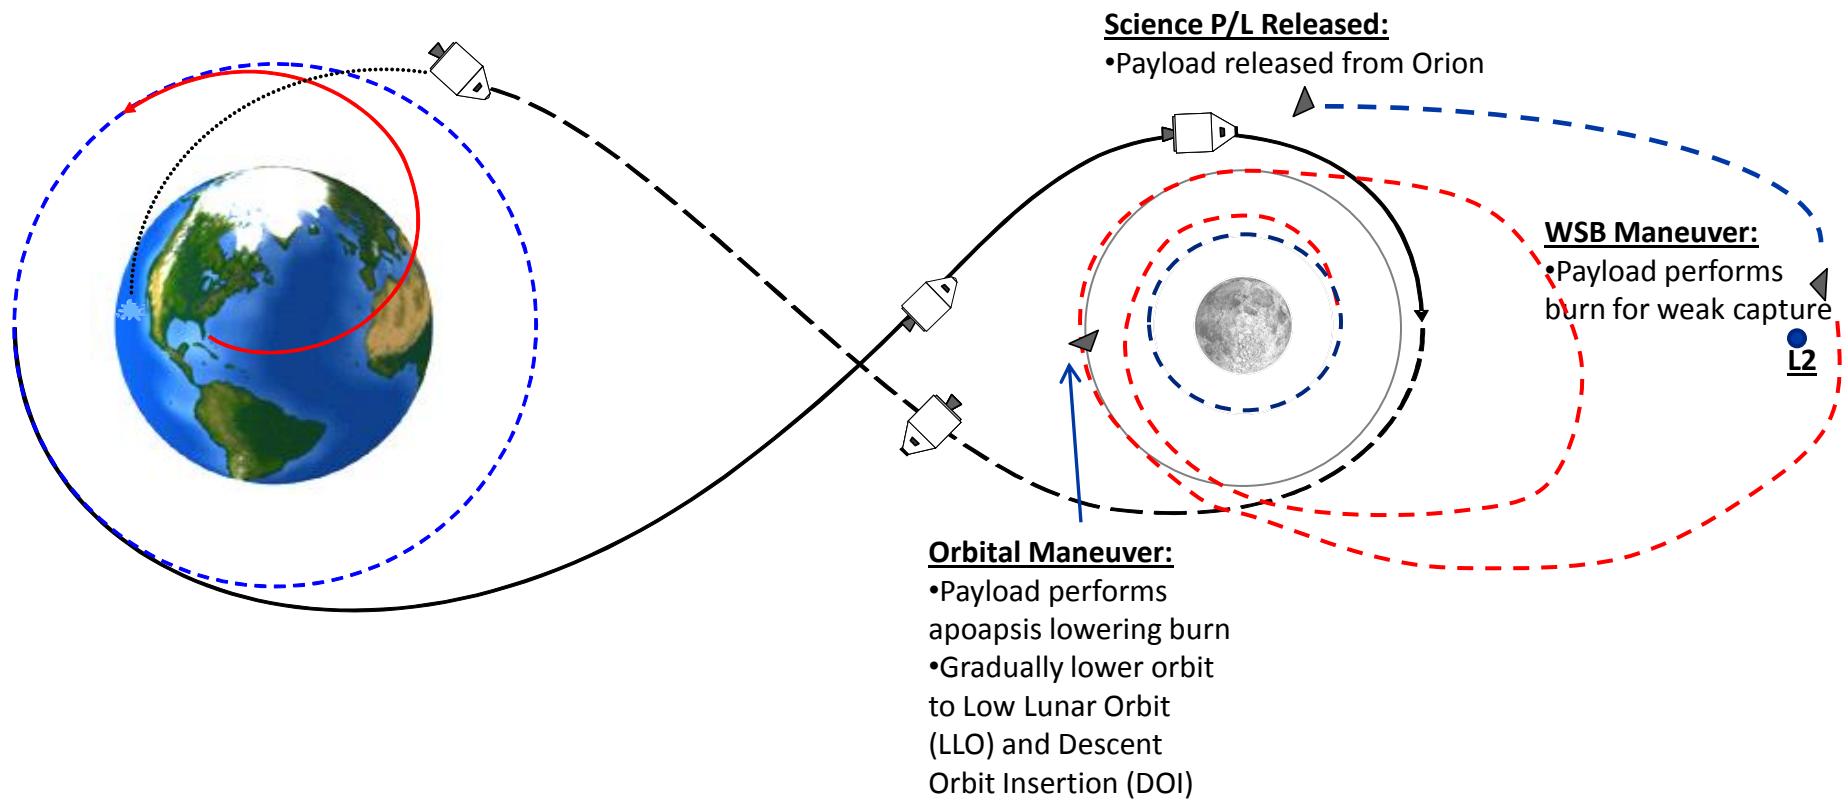 Science P/L Released:
•Payload released from Orion
WSB Maneuver:
•Payload performs
burn for weak capture
L2
Orbital Maneuver:
•Payload performs
apoapsis lowering burn
•Gradually lower orbit
to Low Lunar Orbit
(LLO) and Descent
Orbit Insertion (DOI)